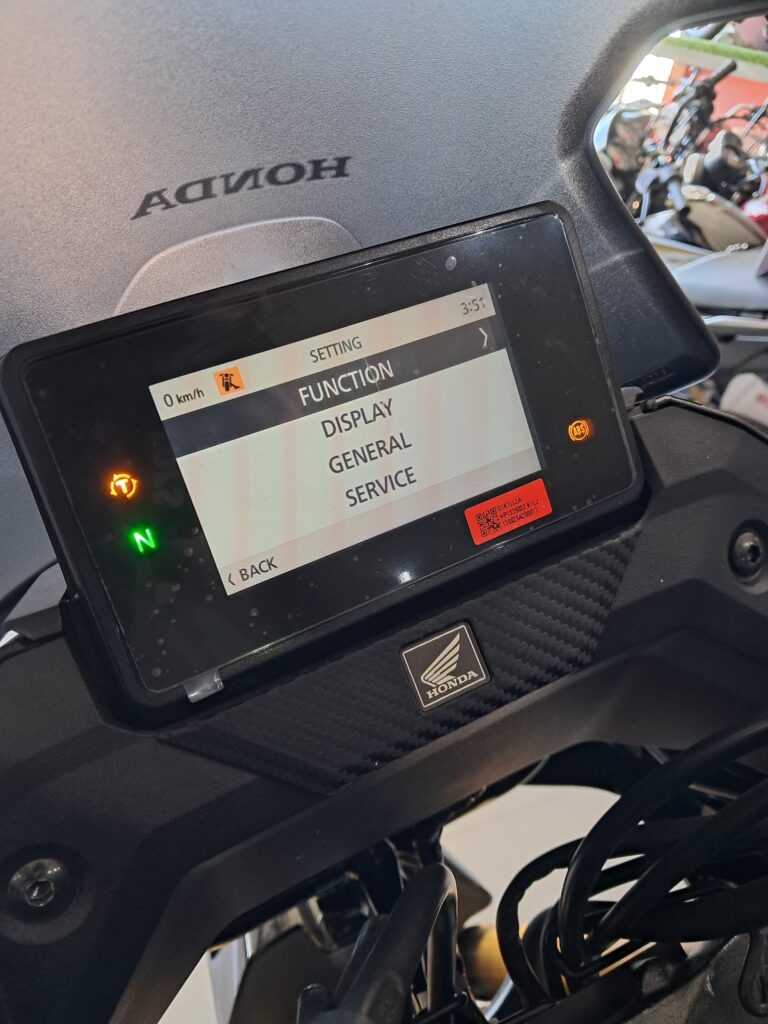 HONDA
3:51
SETTING
0 km/h
FUNCTION
DISPLAY
GENERAL
SERVICE
BACK
T
N
ABS
HONDA